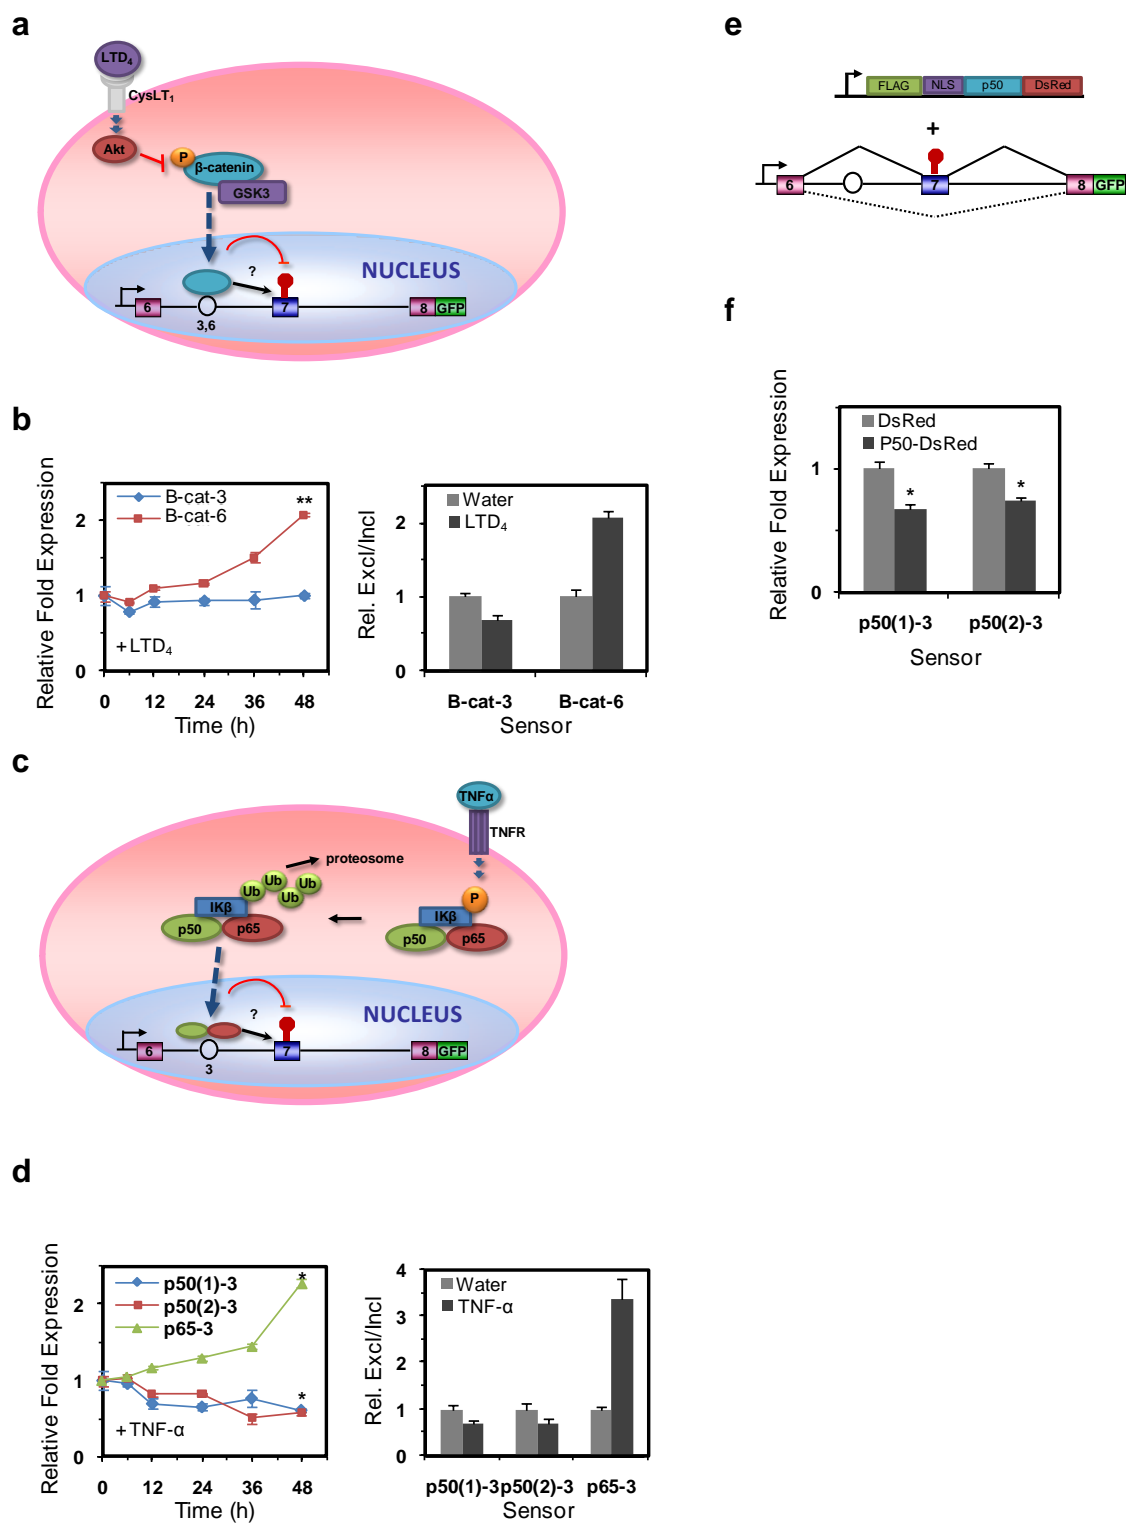 a
LTD4
CysLT1
Akt
P
β-catenin
GSK3
NUCLEUS
?
6
7
8 GFP
3,6
b
Relative Fold Expression
2
1
0
B-cat-3
B-cat-6
**
+LTD4
0 12 24 36 48
Time (h)
Rel. Excl/Incl
2
1
0
Water
LTD4
B-cat-3 B-cat-6
Sensor
c
TNFα
TNFR
proteosome
Ub
Ub
Ub
Ub
P
IKβ
p50 p65
IKβ
p50 p65
NUCLEUS
?
6
7
8 GFP
3
d
Relative Fold Expression
2
1
0
p50(1)-3
p50(2)-3
p65-3
*
*
+TNF-α
0 12 24 36 48
Time (h)
Rel. Excl/Incl
4
3
2
1
0
Water
TNF-α
p50(1)-3 p50(2)-3 p65-3
Sensor
e
FLAG NLS p50 DsRed
+
6 7 8 GFP
f
Relative Fold Expression
1
0
DsRed
P50-DsRed
* *
p50(1)-3 p50(2)-3
Sensor